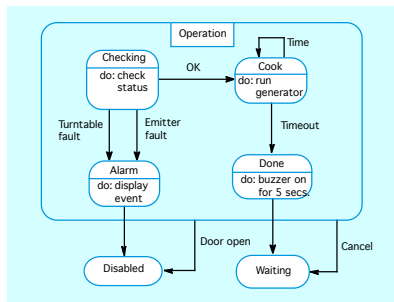 Operation
Checking
do: check
status
OK
Time
Cook
do: run
generator
Turntable
fault
Emitter
fault
Timeout
Alarm
do: display
event
Done
do: buzzer on
for 5 secs.
Door open
Cancel
Disabled
Waiting